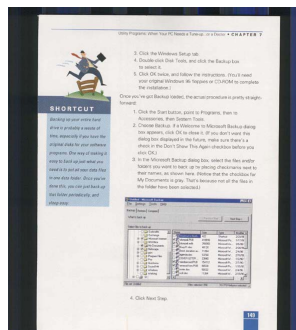 Utility Programs: When Your PC Needs a Tuneup...or a Doctor • CHAPTER 7
3. Click the Windows Setup tab.
4. Double-click Disk Tools, and click the Backup box
to select it.
5. Click OK twice, and follow the instructions. (You'll need
your original Windows 95 diskettes or CD-ROM to complete
the installation.)
Once you've got Backup loaded, the actual procedure is pretty straight-
forward:
1. Click the Start button, point to Programs, then to
Accessories, then System Tools.
2. Choose Backup. If a Welcome to Microsoft Backup dialog
box appears, click OK to close it. (If you don't want this
dialog box displayed in the future, make sure there's a
check in the Don't Show This Again checkbox before you
click OK.)
3. In the Microsoft Backup dialog box, select the files and/or
folders you want to back up by placing checkmarks next to
their names, as shown here. (Notice that the checkbox for
My Documents is gray. That's because not all the files in
the folder have been selected.)
SHORTCUT
Backing up your entire hard
drive is probably a waste of
time, especially if you have the
original disks for your software
programs. One way of making it
easy to back up just what you
need is to put all your data files
in one data folder. Once you've
done this, you can just back up
that folder, periodically, and
sleep easy.
4. Click Next Step.
149